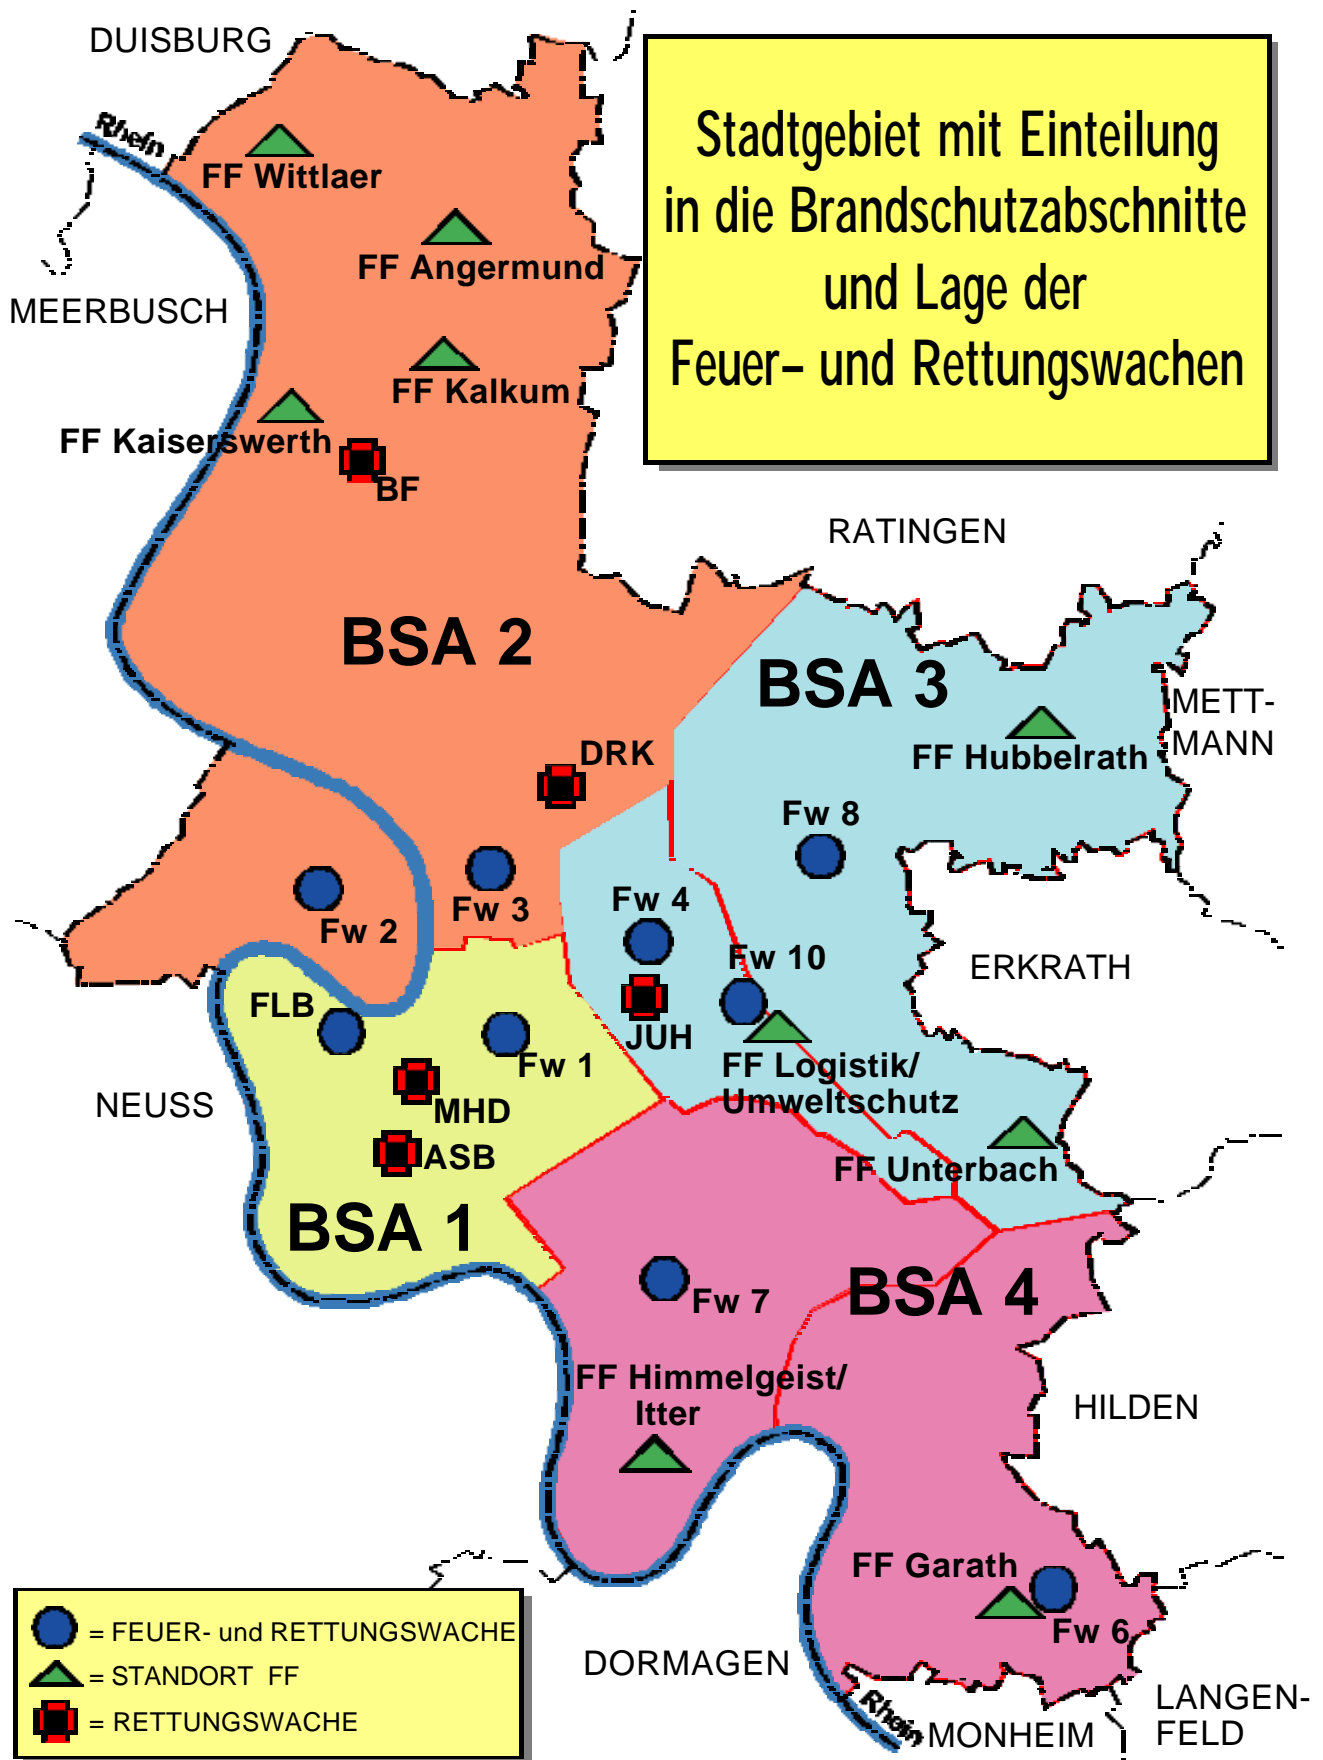 DUISBURG
Stadtgebiet mit Einteilung
in die Brandschutzabschnitte
und Lage der
Feuer- und Rettungswachen
Rhein
FF Wittlaer
FF Angermund
MEERBUSCH
FF Kalkum
FF Kaiserswerth
BF
RATINGEN
BSA 2
BSA 3
METT-
MANN
FF Hubbelrath
DRK
Fw 8
Fw 4
Fw 3
Fw 2
Fw 10
ERKRATH
FLB
JUH
Fw 1
FF Logistik/
Umweltschutz
NEUSS
MHD
ASB
FF Unterbach
BSA 1
BSA 4
Fw 7
FF Himmelgeist/
Itter
HILDEN
FF Garath
Fw 6
= FEUER- und RETTUNGSWACHE
= STANDORT FF
= RETTUNGSWACHE
DORMAGEN
Rhein
MONHEIM
LANGEN-
FELD